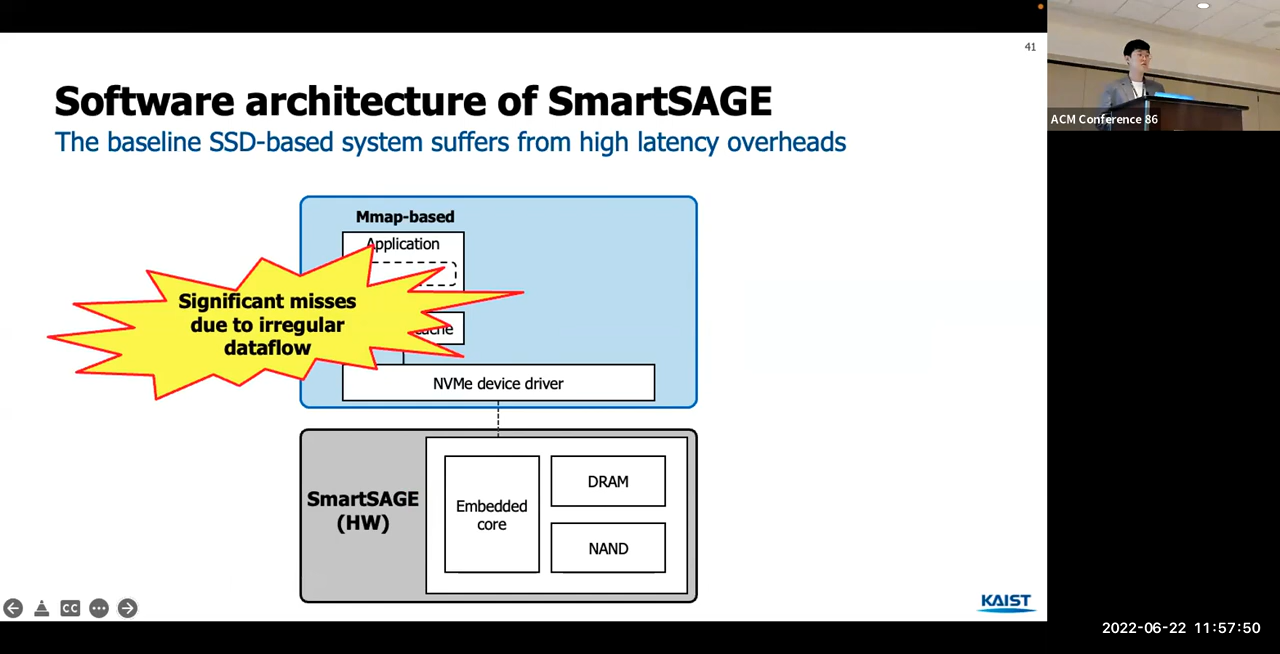 41
Software architecture of SmartSAGE
The baseline SSD-based system suffers from high latency overheads
ACM Conference 86
Mmap-based
Application
Significant misses
due to irregular
dataflow
cache
NVMe device driver
SmartSAGE
(HW)
Embedded
core
DRAM
NAND
CC
KAIST
2022-06-22 11:57:50